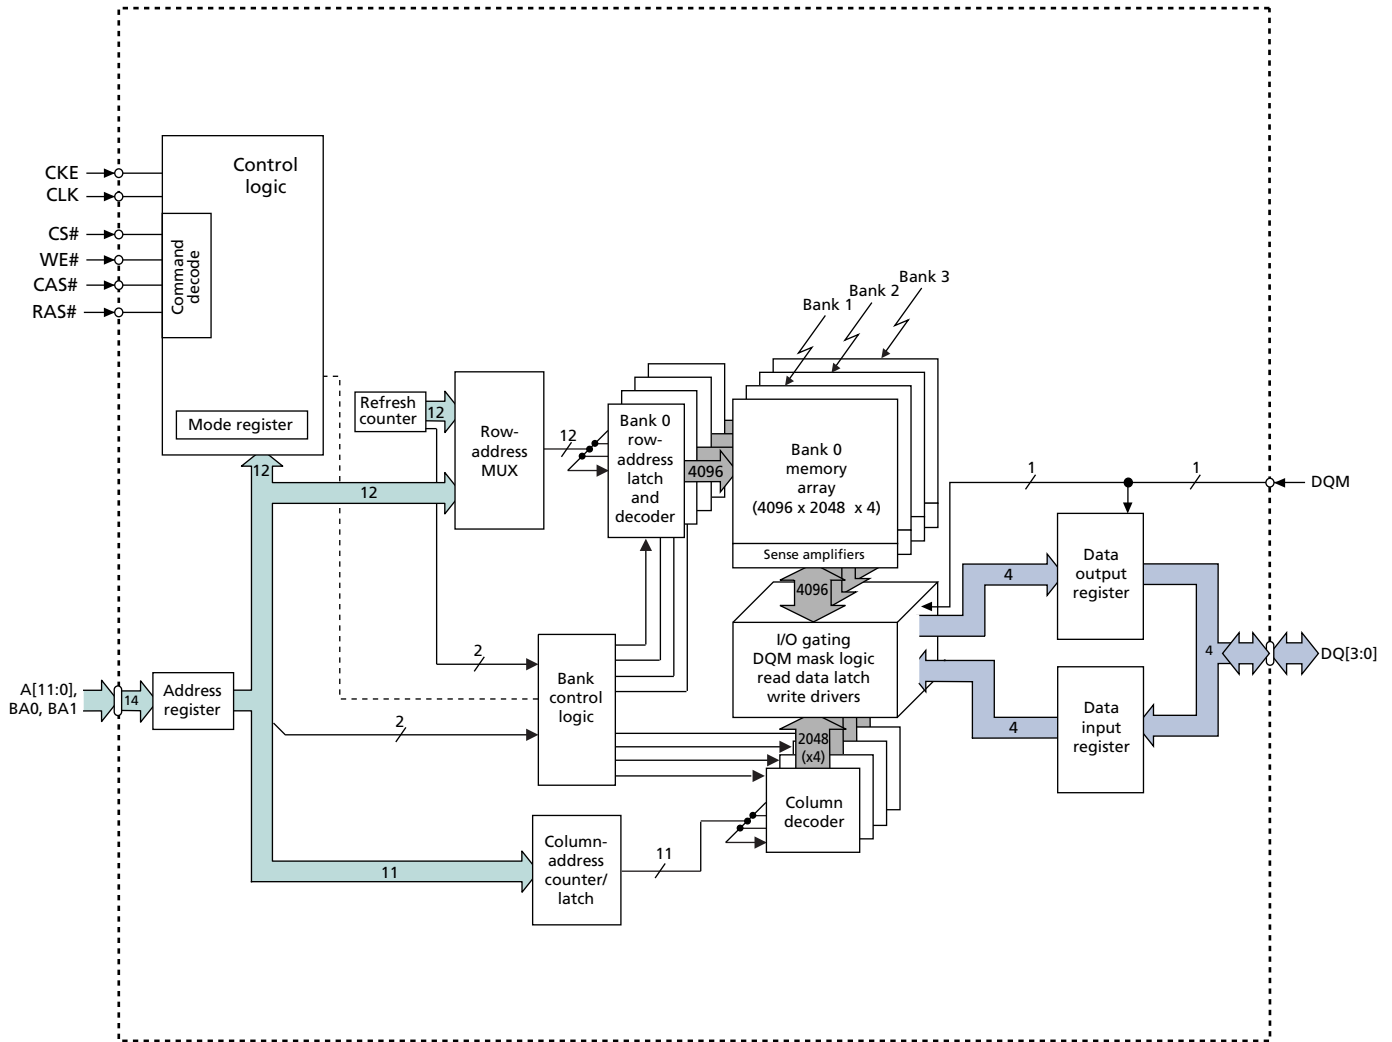 Control
logic
CKE
CLK
CS#
WE#
CAS#
RAS#
Command
decode
Mode register
12
Refresh
counter
12
12
Row-
address
MUX
12
Bank 0
row-
address
latch
and
decoder
4096
Bank 1
Bank 2
Bank 3
Bank 0
memory
array
(4096 x 2048 x 4)
Sense amplifiers
4096
I/O gating
DQM mask logic
read data latch
write drivers
1
1
DQM
Data
output
register
4
4
DQ[3:0]
Data
input
register
4
A[11:0],
BA0, BA1
14
Address
register
2
2
Bank
control
logic
2048
(x4)
Column
decoder
Column-
address
counter/
latch
11
11